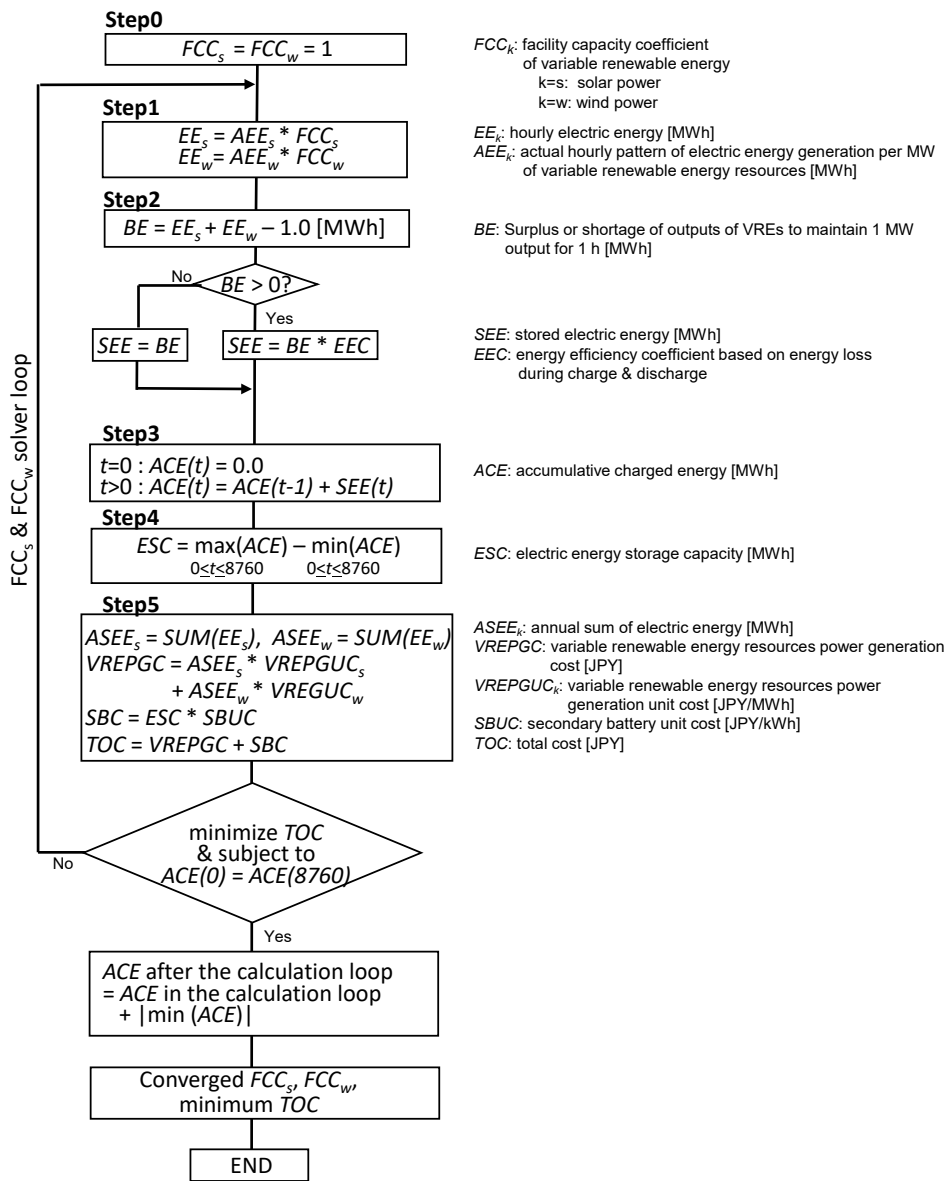 Step0
FCCs = FCCw = 1
FCCk: facility capacity coefficient
of variable renewable energy
k=s: solar power
k=w: wind power
Step1
EEs = AEEs * FCCs
EEw= AEEw* FCCw
EEk: hourly electric energy [MWh]
AEEk: actual hourly pattern of electric energy generation per MW
of variable renewable energy resources [MWh]
Step2
BE = EEs + EEw – 1.0 [MWh]
BE: Surplus or shortage of outputs of VREs to maintain 1 MW
output for 1 h [MWh]
No
BE > 0?
Yes
SEE = BE
SEE = BE * EEC
SEE: stored electric energy [MWh]
EEC: energy efficiency coefficient based on energy loss
during charge & discharge
Step3
t=0 : ACE(t) = 0.0
t>0 : ACE(t) = ACE(t-1) + SEE(t)
ACE: accumulative charged energy [MWh]
Step4
ESC = max(ACE) – min(ACE)
0≤t≤8760 0≤t≤8760
ESC: electric energy storage capacity [MWh]
FCCs & FCCw solver loop
Step5
ASEEs = SUM(EEs), ASEEw = SUM(EEw)
VREPGC = ASEEs * VREPGUCs
+ ASEEw * VREGUCw
SBC = ESC * SBUC
TOC = VREPGC + SBC
ASEEk: annual sum of electric energy [MWh]
VREPGC: variable renewable energy resources power generation
cost [JPY]
VREPGUCk: variable renewable energy resources power
generation unit cost [JPY/MWh]
SBUC: secondary battery unit cost [JPY/kWh]
TOC: total cost [JPY]
minimize TOC
& subject to
ACE(0) = ACE(8760)
No
Yes
ACE after the calculation loop
= ACE in the calculation loop
+ |min (ACE)|
Converged FCCs, FCCw,
minimum TOC
END